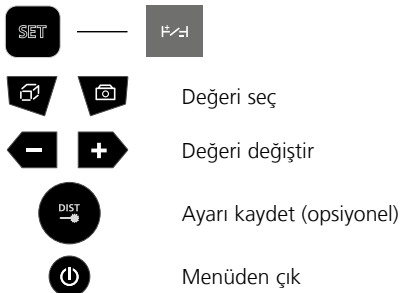 SET
Değeri seç
- + Değeri değiştir
DIST Ayarı kaydet (opsiyonel)
Menüden çık